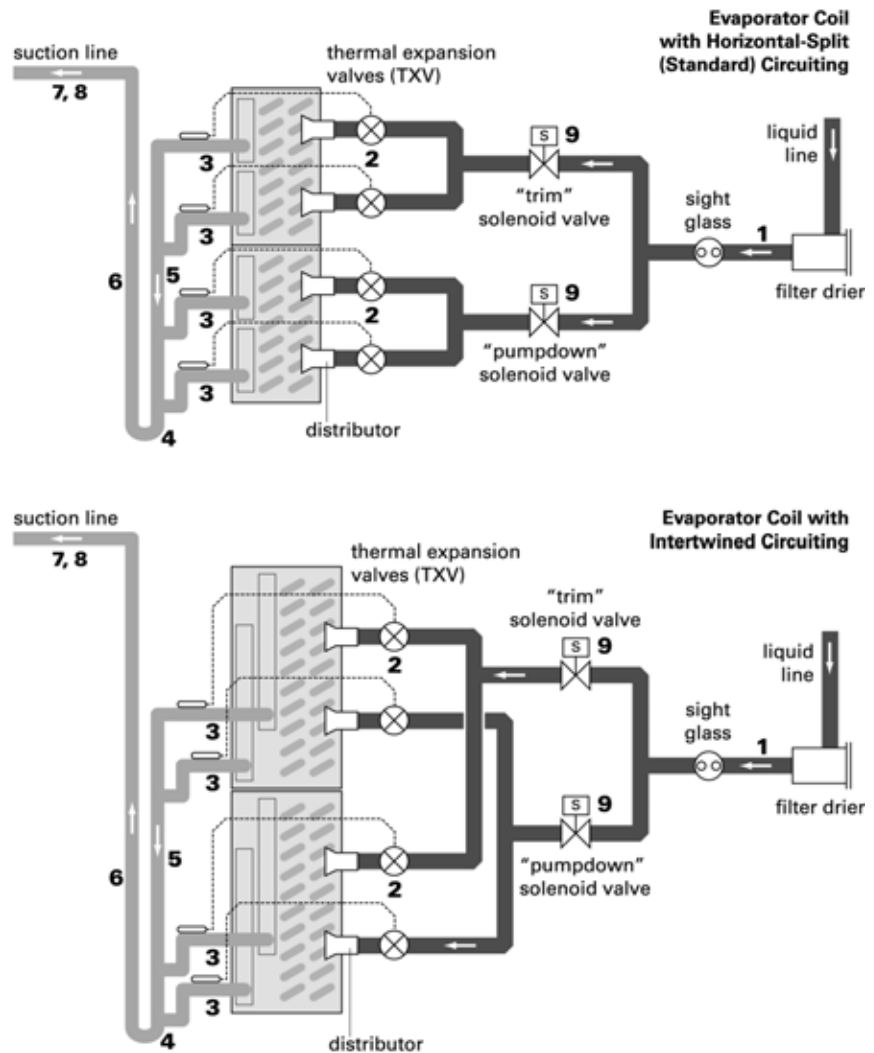 Evaporator Coil
with Horizontal-Split
(Standard) Circuiting
suction line
7, 8
thermal expansion
valves (TXV)
3
2
S
9
"trim"
solenoid valve
liquid
line
sight
glass
1
filter drier
3
6
5
3
2
S
9
"pumpdown"
solenoid valve
3
4
distributor
Evaporator Coil with
Intertwined Circuiting
suction line
7, 8
thermal expansion
valves (TXV)
"trim"
solenoid valve
S
9
2
liquid
line
sight
glass
1
filter drier
3
3
S
9
"pumpdown"
solenoid valve
6
5
2
3
3
4
distributor